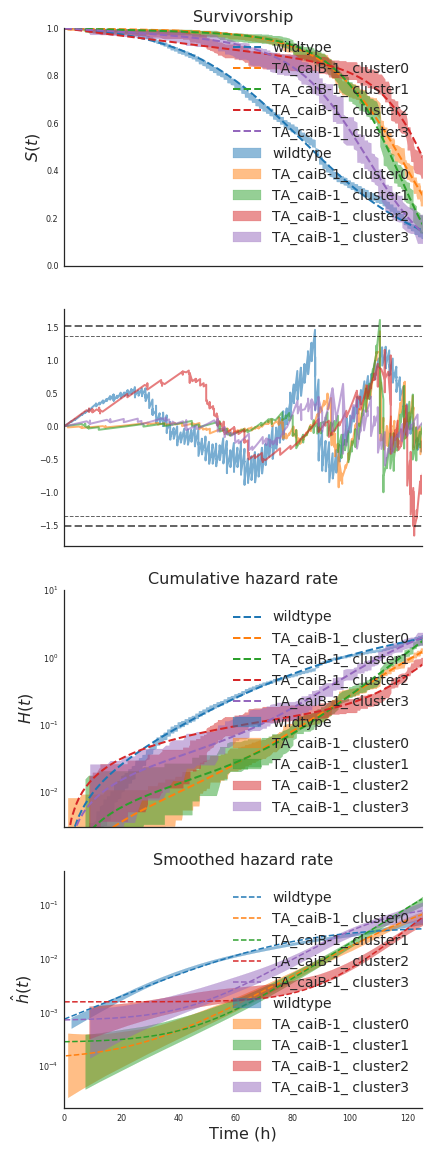 Survivorship
1.0
0.8
0.6
0.4
0.2
0.0
S(t)
wildtype
TA_caiB-1_ cluster0
TA_caiB-1_ cluster1
TA_caiB-1_ cluster2
TA_caiB-1_ cluster3
wildtype
TA_caiB-1_ cluster0
TA_caiB-1_ cluster1
TA_caiB-1_ cluster2
TA_caiB-1_ cluster3
1.5
1.0
0.5
0.0
−0.5
−1.0
−1.5
Cumulative hazard rate
10¹
10⁰
10⁻¹
10⁻²
H(t)
wildtype
TA_caiB-1_ cluster0
TA_caiB-1_ cluster1
TA_caiB-1_ cluster2
TA_caiB-1_ cluster3
wildtype
TA_caiB-1_ cluster0
TA_caiB-1_ cluster1
TA_caiB-1_ cluster2
TA_caiB-1_ cluster3
Smoothed hazard rate
10⁻¹
10⁻²
10⁻³
10⁻⁴
ĥ(t)
wildtype
TA_caiB-1_ cluster0
TA_caiB-1_ cluster1
TA_caiB-1_ cluster2
TA_caiB-1_ cluster3
wildtype
TA_caiB-1_ cluster0
TA_caiB-1_ cluster1
TA_caiB-1_ cluster2
TA_caiB-1_ cluster3
0 20 40 60 80 100 120
Time (h)